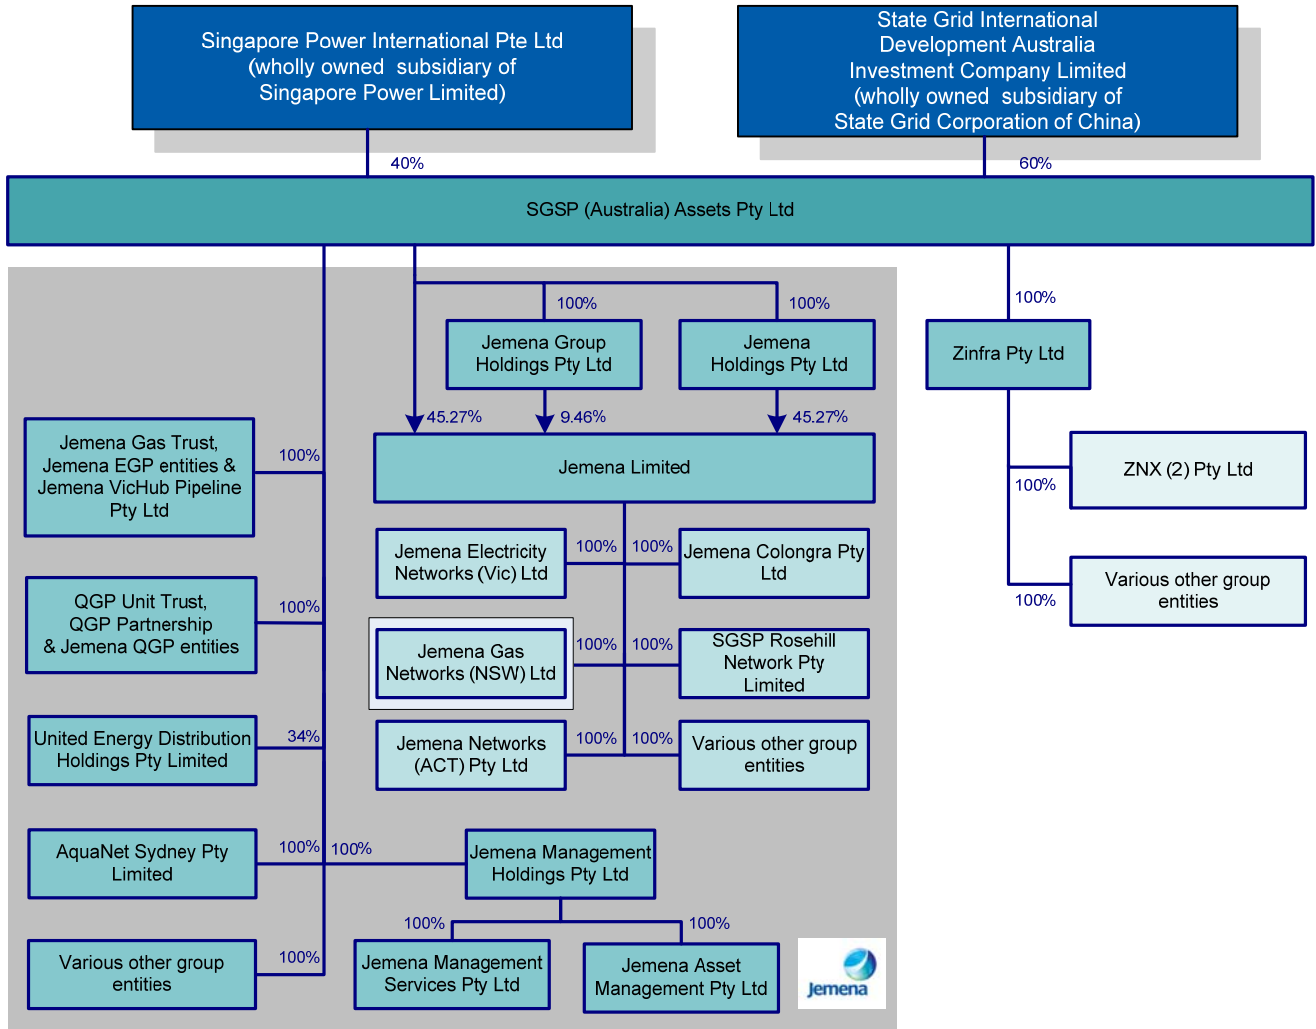 Singapore Power International Pte Ltd
(wholly owned subsidiary of
Singapore Power Limited)
State Grid International
Development Australia
Investment Company Limited
(wholly owned subsidiary of
State Grid Corporation of China)
40%
60%
SGSP (Australia) Assets Pty Ltd
100%
100%
100%
Jemena Group
Holdings Pty Ltd
Jemena
Holdings Pty Ltd
Zinfra Pty Ltd
45.27%
9.46%
45.27%
Jemena Gas Trust,
Jemena EGP entities &
Jemena VicHub Pipeline
Pty Ltd
100%
Jemena Limited
ZNX (2) Pty Ltd
100%
Jemena Electricity
Networks (Vic) Ltd
100%
100%
Jemena Colongra Pty
Ltd
Various other group
entities
100%
QGP Unit Trust,
QGP Partnership
& Jemena QGP entities
100%
Jemena Gas
Networks (NSW) Ltd
100%
100%
SGSP Rosehill
Network Pty
Limited
United Energy Distribution
Holdings Pty Limited
34%
Jemena Networks
(ACT) Pty Ltd
100%
100%
Various other group
entities
AquaNet Sydney Pty
Limited
100%
100%
Jemena Management
Holdings Pty Ltd
100%
100%
Various other group
entities
100%
Jemena Management
Services Pty Ltd
Jemena Asset
Management Pty Ltd
Jemena